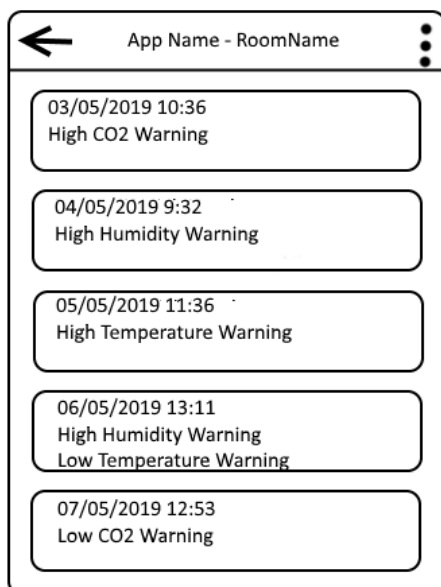 App Name - RoomName
03/05/2019 10:36
High CO2 Warning
04/05/2019 9:32
High Humidity Warning
05/05/2019 11:36
High Temperature Warning
06/05/2019 13:11
High Humidity Warning
Low Temperature Warning
07/05/2019 12:53
Low CO2 Warning